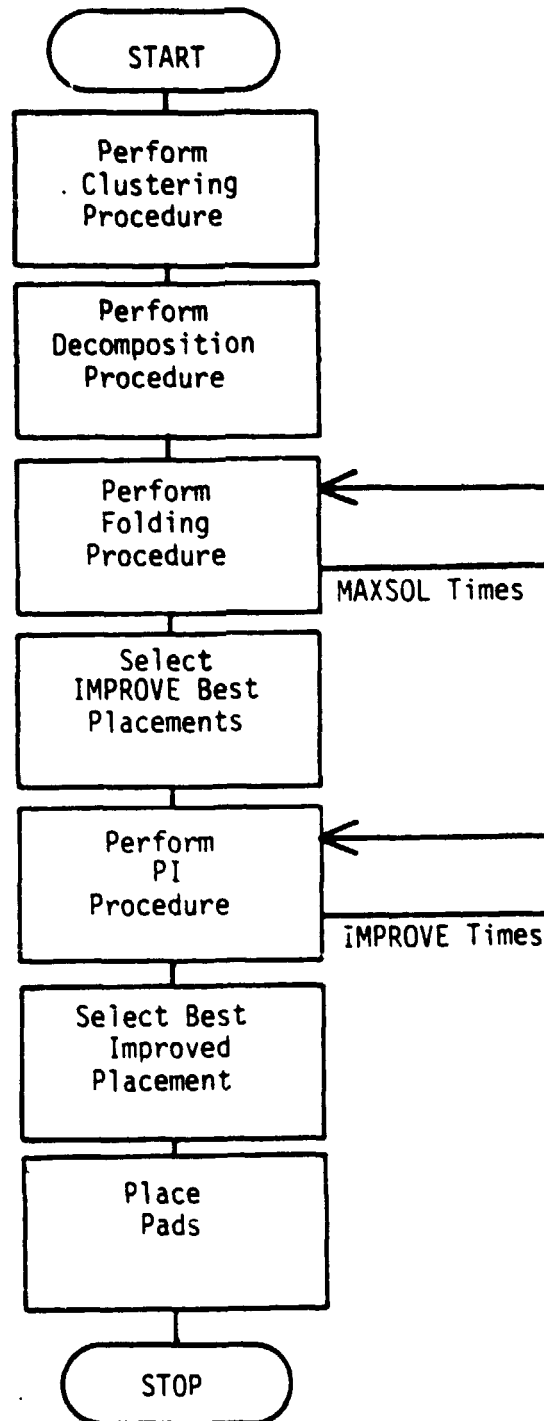 START
Perform
Clustering
Procedure
Perform
Decomposition
Procedure
Perform
Folding
Procedure
MAXSOL Times
Select
IMPROVE Best
Placements
Perform
PI
Procedure
IMPROVE Times
Select Best
Improved
Placement
Place
Pads
STOP